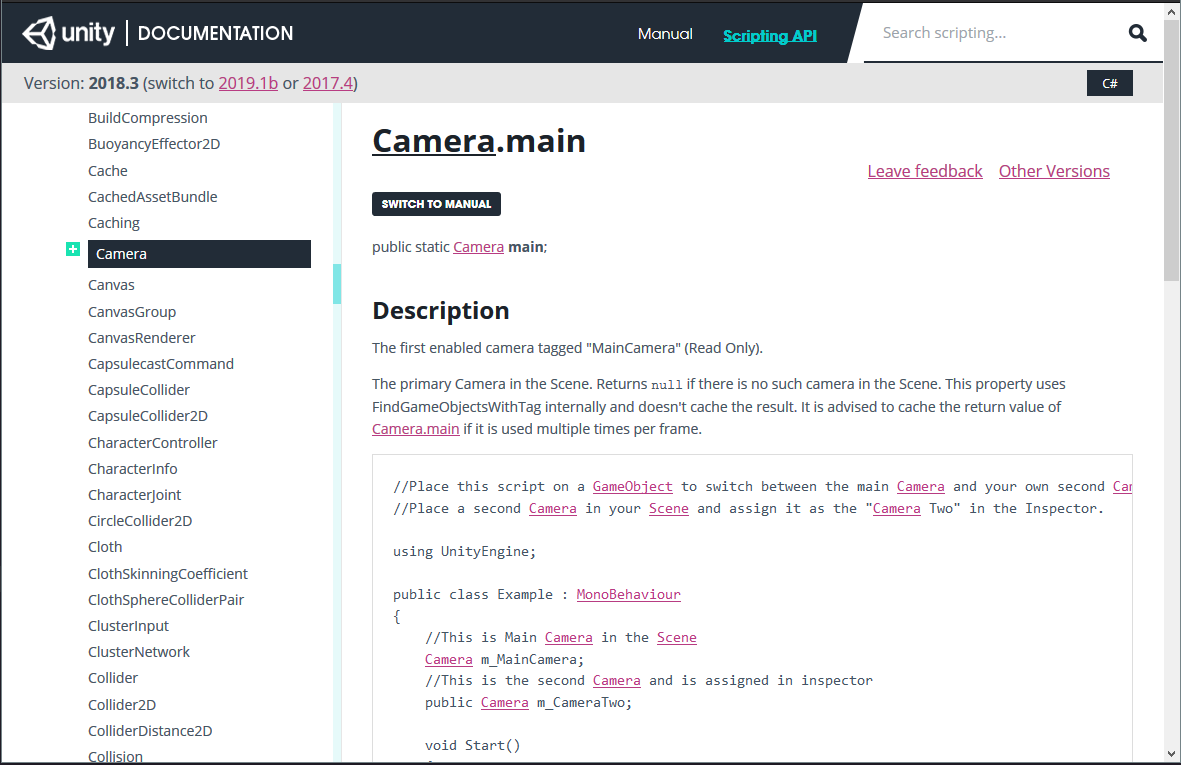 unity | DOCUMENTATION
Manual
Scripting API
Search scripting...
Version: 2018.3 (switch to 2019.1b or 2017.4)
C#
BuildCompression
BuoyancyEffector2D
Cache
CachedAssetBundle
Caching
Camera
Canvas
CanvasGroup
CanvasRenderer
CapsulecastCommand
CapsuleCollider
CapsuleCollider2D
CharacterController
CharacterInfo
CharacterJoint
CircleCollider2D
Cloth
ClothSkinningCoefficient
ClothSphereColliderPair
ClusterInput
ClusterNetwork
Collider
Collider2D
ColliderDistance2D
Collision
Camera.main
Leave feedback
Other Versions
SWITCH TO MANUAL
public static Camera main;
Description
The first enabled camera tagged "MainCamera" (Read Only).
The primary Camera in the Scene. Returns null if there is no such camera in the Scene. This property uses
FindGameObjectsWithTag internally and doesn't cache the result. It is advised to cache the return value of
Camera.main if it is used multiple times per frame.
//Place this script on a GameObject to switch between the main Camera and your own second
//Place a second Camera in your Scene and assign it as the "Camera Two" in the Inspector.
using UnityEngine;
public class Example : MonoBehaviour
{
//This is Main Camera in the Scene
Camera m_MainCamera;
//This is the second Camera and is assigned in inspector
public Camera m_CameraTwo;
void Start()